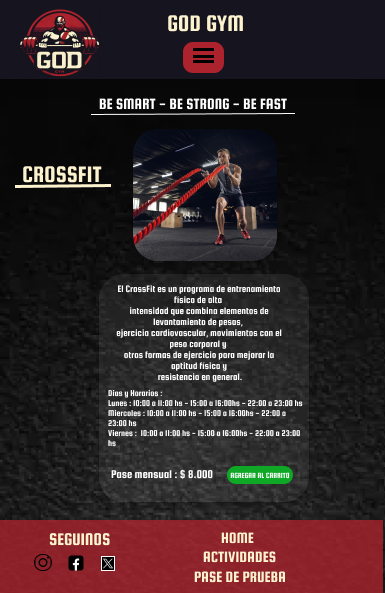 GOD GYM
GOD
GYM
BE SMART - BE STRONG - BE FAST
CROSSFIT
El CrossFit es un programa de entrenamiento
físico de alta
intensidad que combina elementos de
levantamiento de pesas,
ejercicio cardiovascular, movimientos con el
peso corporal y
otras formas de ejercicio para mejorar la
aptitud física y
resistencia en general.
Dias y Horarios :
Lunes : 10:00 a 11:00 hs - 15:00 a 16:00hs - 22:00 a 23:00 hs
Miercoles : 10:00 a 11:00 hs - 15:00 a 16:00hs - 22:00 a
23:00 hs
Viernes : 10:00 a 11:00 hs - 15:00 a 16:00hs - 22:00 a 23:00
hs
Pase mensual : $ 8.000
AGREGAR AL CARRITO
SEGUINOS
HOME
ACTIVIDADES
PASE DE PRUEBA